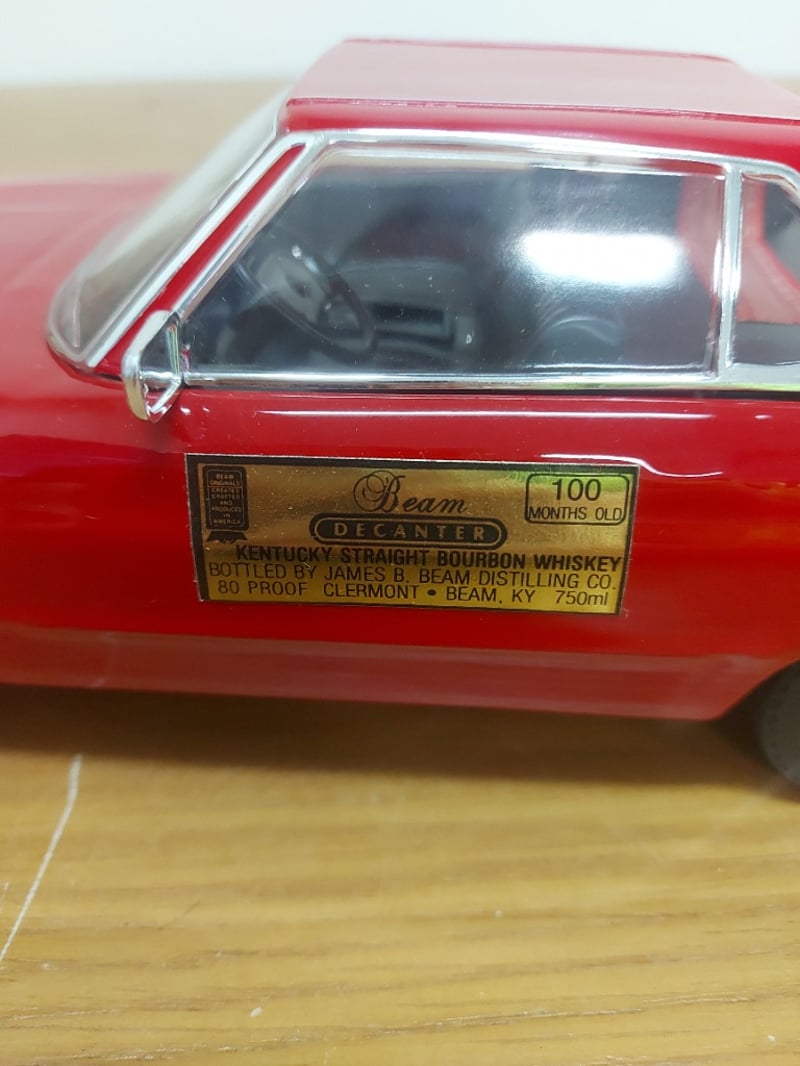 BEAM
ORIGINALS
CREATED
CRAFTED
AND
PRODUCED
IN
AMERICA
Beam
DECANTER
100
MONTHS OLD
KENTUCKY STRAIGHT BOURBON WHISKEY
BOTTLED BY JAMES B. BEAM DISTILLING CO.
80 PROOF CLERMONT • BEAM, KY 750ml